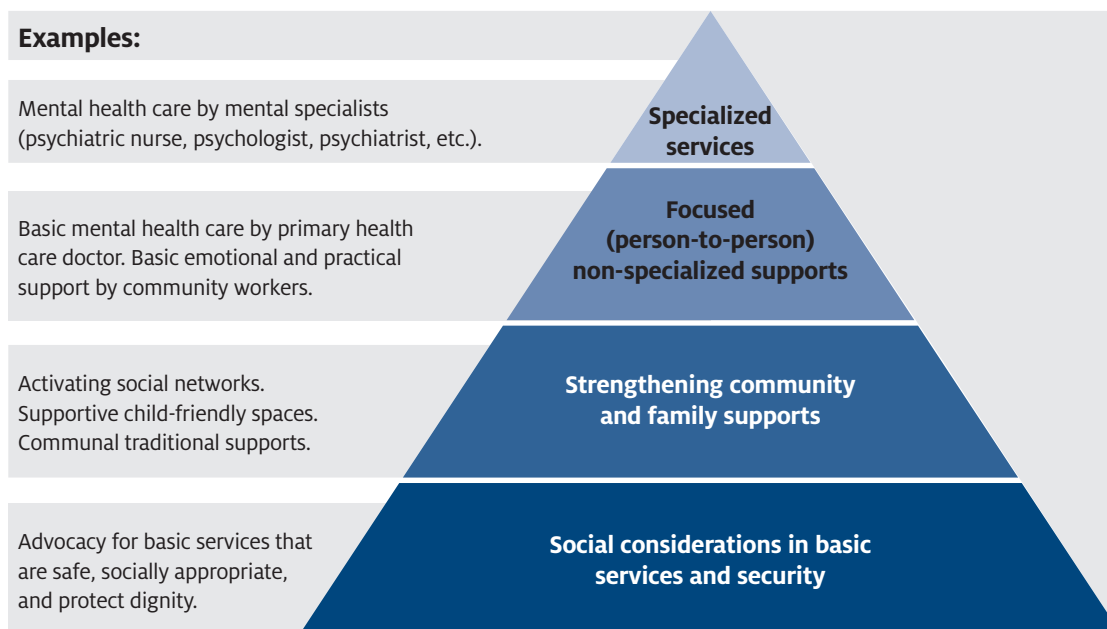 Examples:
Mental health care by mental specialists
(psychiatric nurse, psychologist, psychiatrist, etc.).
Specialized
services
Basic mental health care by primary health
care doctor. Basic emotional and practical
support by community workers.
Focused
(person-to-person)
non-specialized supports
Activating social networks.
Supportive child-friendly spaces.
Communal traditional supports.
Strengthening community
and family supports
Advocacy for basic services that
are safe, socially appropriate,
and protect dignity.
Social considerations in basic
services and security